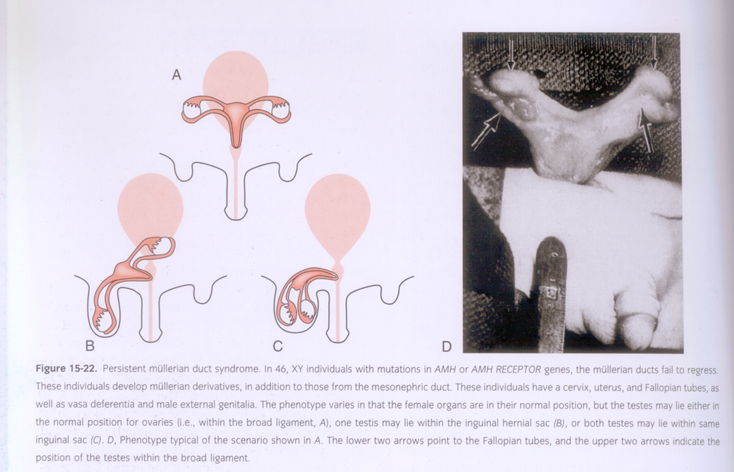 A
B
C
D
Figure 15-22. Persistent müllerian duct syndrome. In 46, XY individuals with mutations in AMH or AMH RECEPTOR genes, the müllerian ducts fail to regress.
These individuals develop müllerian derivatives, in addition to those from the mesonephric duct. These individuals have a cervix, uterus, and Fallopian tubes, as
well as vasa deferentia and male external genitalia. The phenotype varies in that the female organs are in their normal position, but the testes may lie either in
the normal position for ovaries (i.e., within the broad ligament, A), one testis may lie within the inguinal hernial sac (B), or both testes may lie within same
inguinal sac (C). D, Phenotype typical of the scenario shown in A. The lower two arrows point to the Fallopian tubes, and the upper two arrows indicate the
position of the testes within the broad ligament.